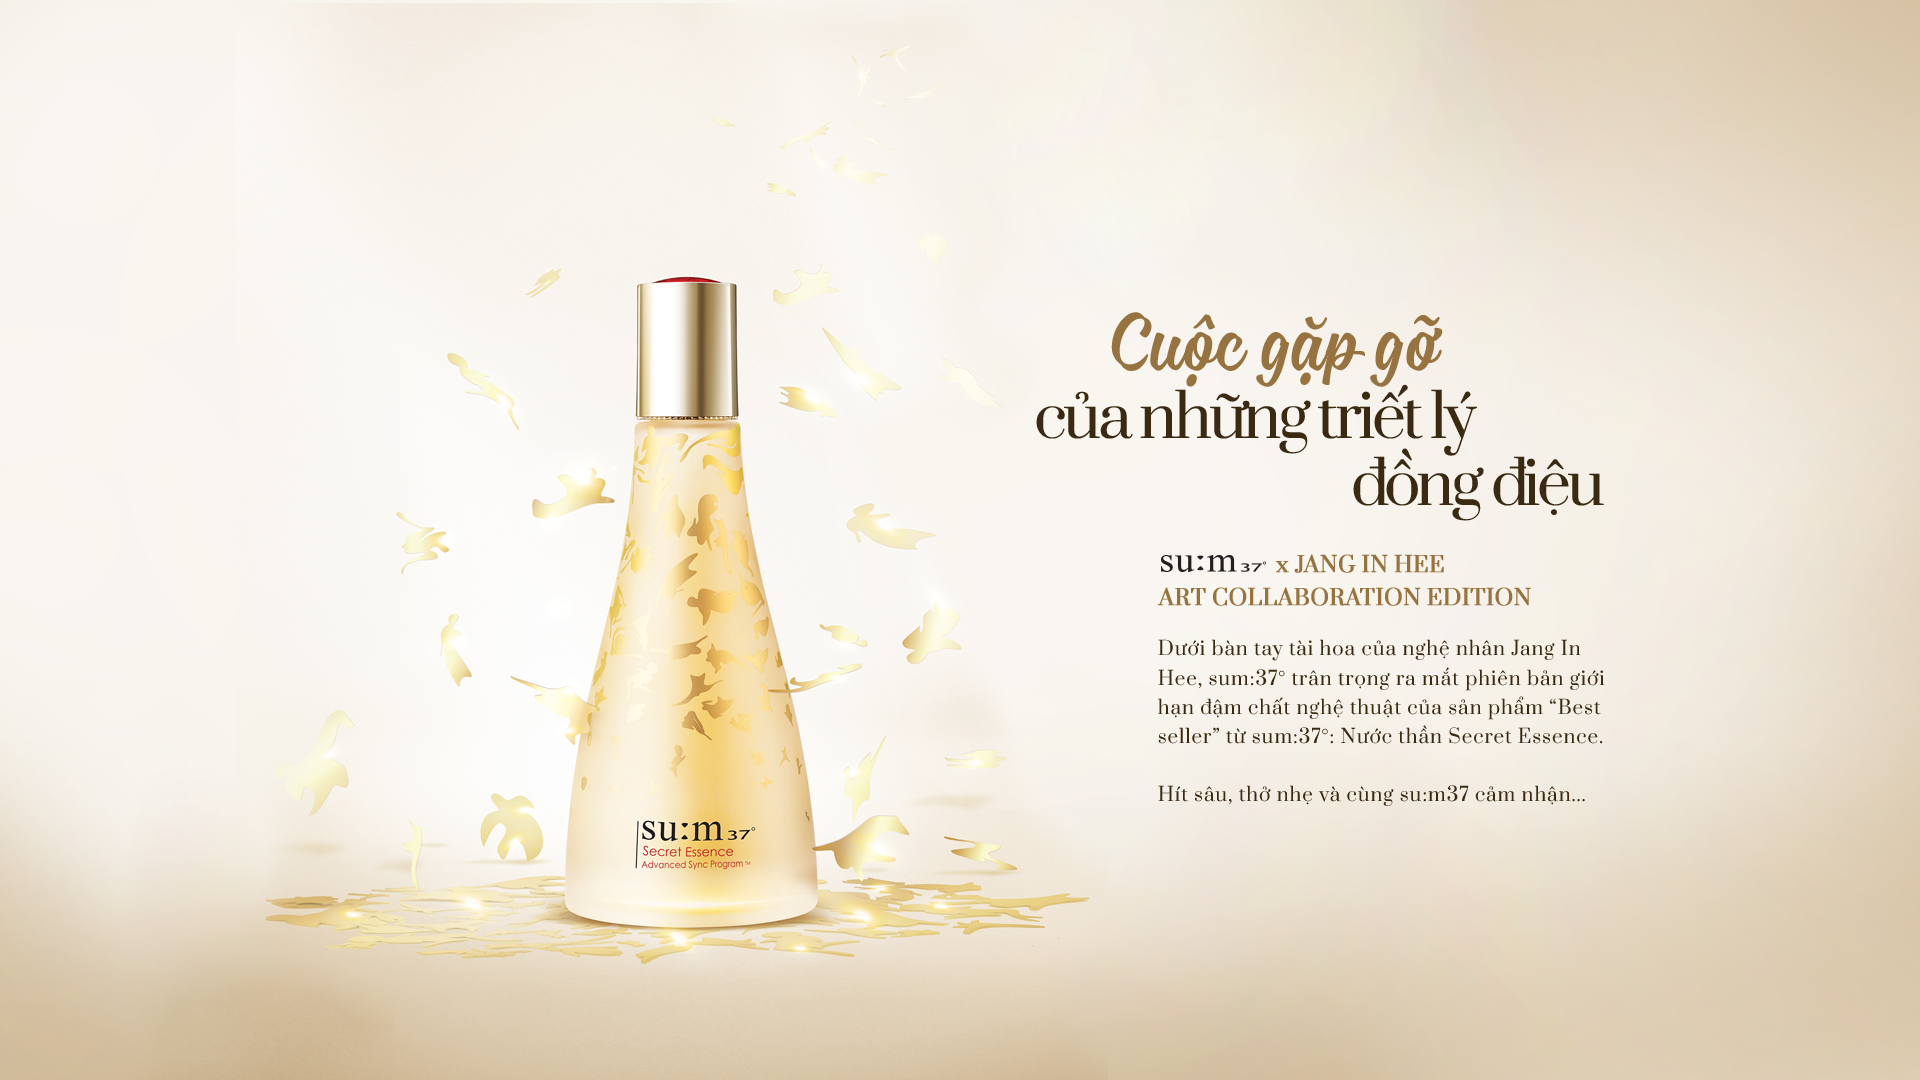 Cuộc gặp gỡ
của những triết lý
đồng điệu
su:m37° x JANG IN HEE
ART COLLABORATION EDITION
Dưới bàn tay tài hoa của nghệ nhân Jang In
Hee, sum:37° trân trọng ra mắt phiên bản giới
hạn đậm chất nghệ thuật của sản phẩm “Best
seller” từ sum:37°: Nước thần Secret Essence.
Hít sâu, thở nhẹ và cùng su:m37 cảm nhận...
su:m37°
Secret Essence
Advanced Sync Program™